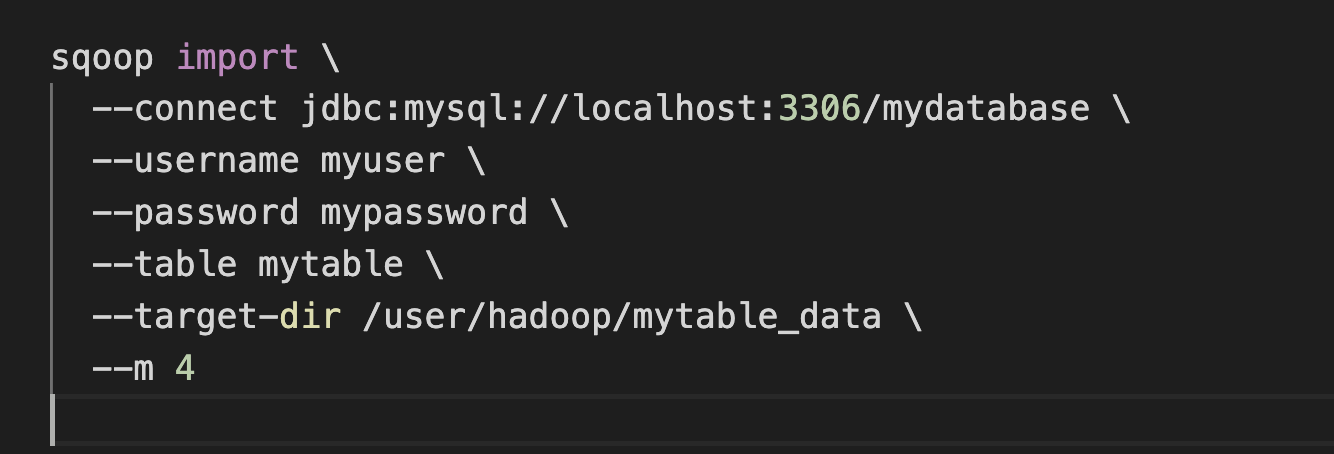 sqoop import \
--connect jdbc:mysql://localhost:3306/mydatabase \
--username myuser \
--password mypassword \
--table mytable \
--target-dir /user/hadoop/mytable_data \
--m 4